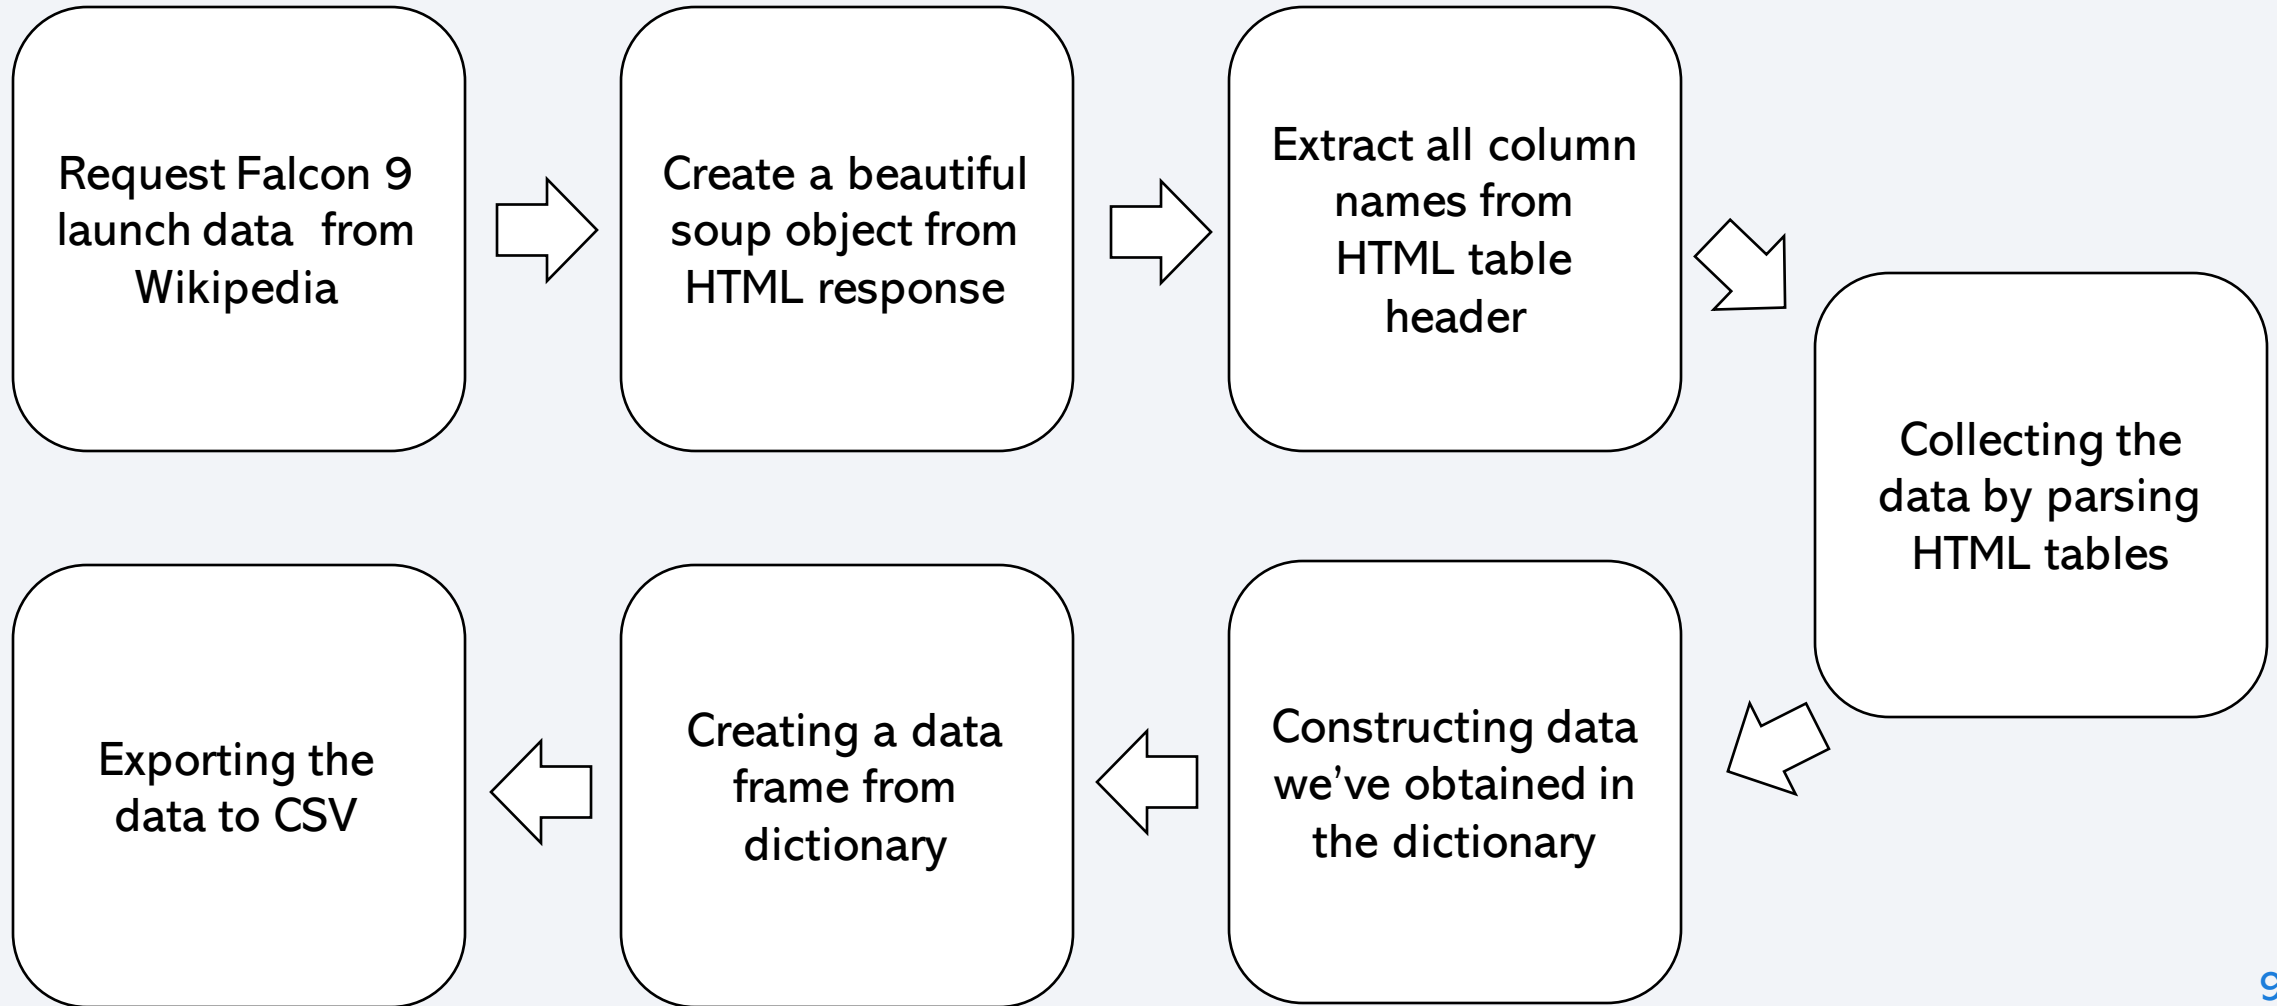 Request Falcon 9
launch data  from
Wikipedia
Create a beautiful
soup object from
HTML response
Extract all column
names from
HTML table
header
Collecting the
data by parsing
HTML tables
Constructing data
we’ve obtained in
the dictionary
Creating a data
frame from
dictionary
Exporting the
data to CSV
9